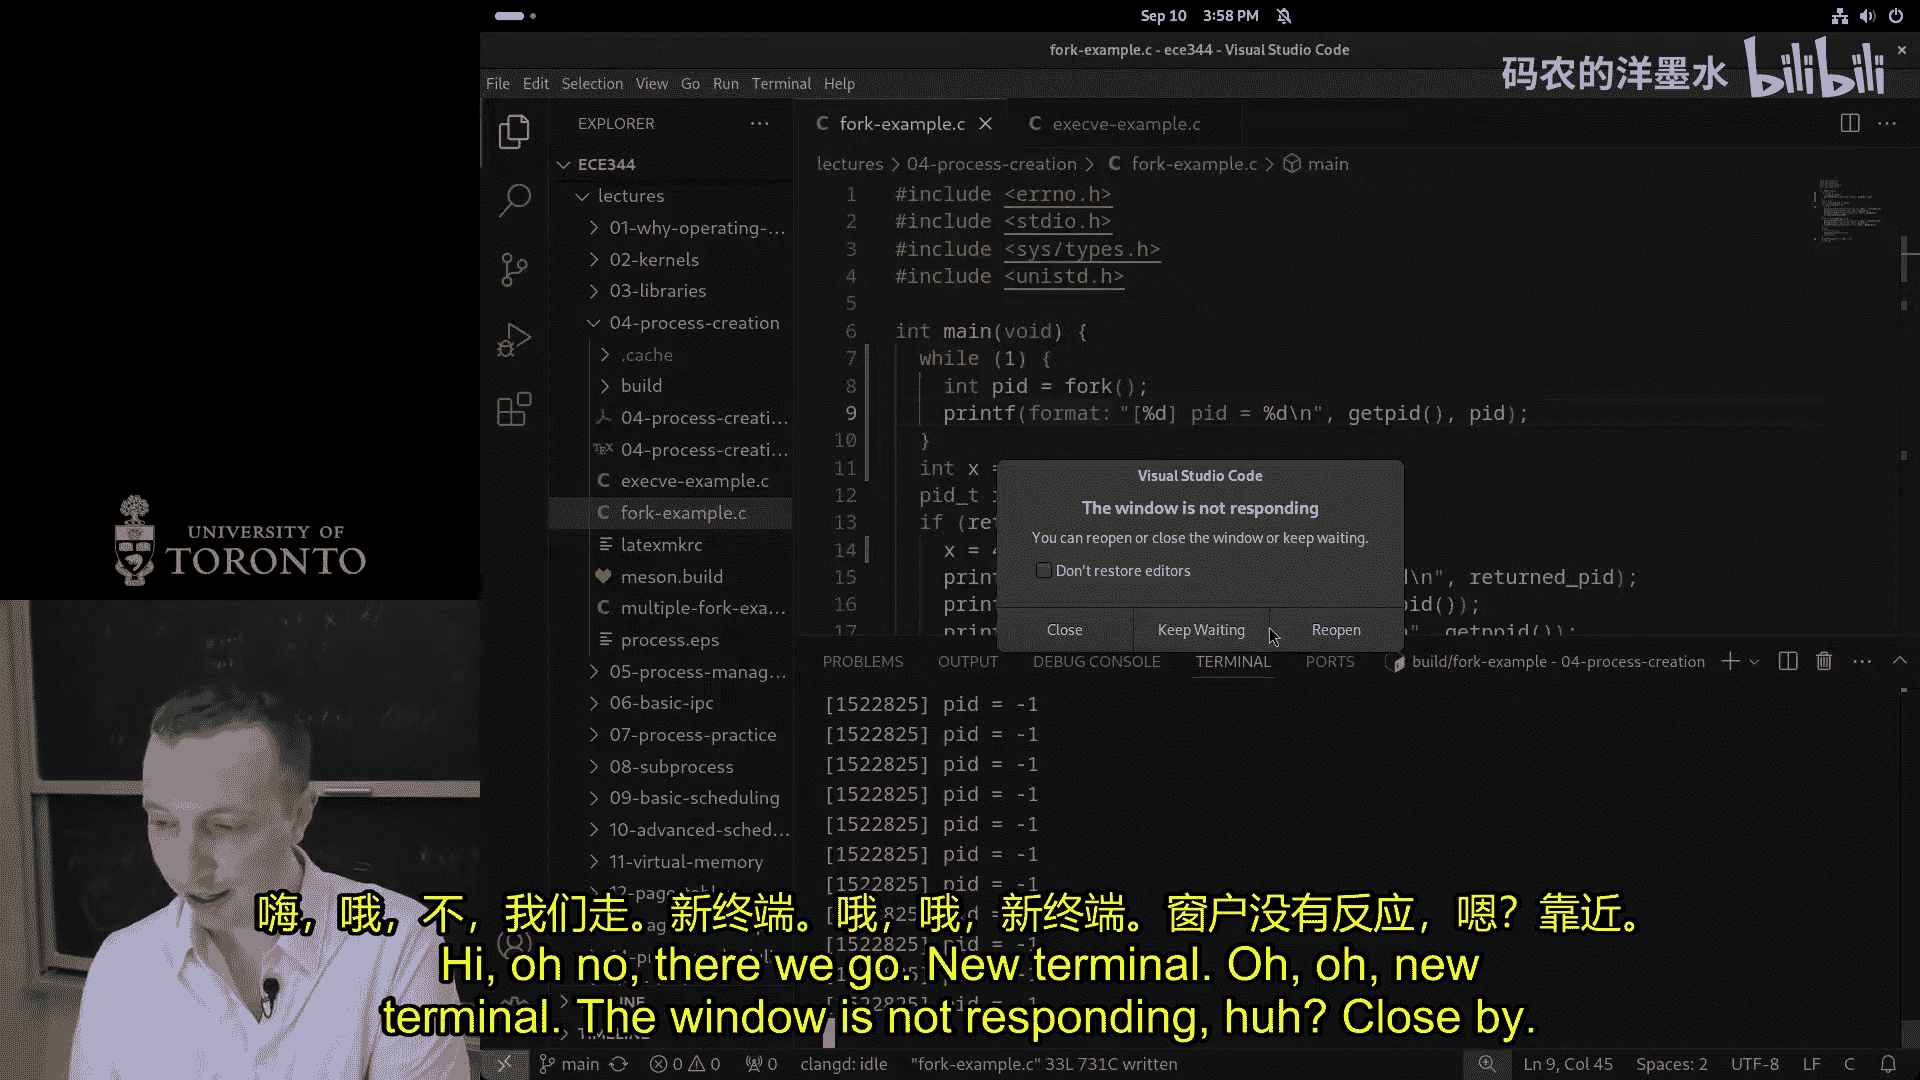 Sep 10 3:58 PM
fork-example.c - ece344 - Visual Studio Code
码农的洋墨水 bilibili
File Edit Selection View Go Run Terminal Help
EXPLORER
fork-example.c
execve-example.c
ECE344
lectures > 04-process-creation > C fork-example.c > main
lectures
01-why-operating-...
02-kernels
03-libraries
04-process-creation
.cache
build
04-process-creati...
04-process-creati...
execve-example.c
fork-example.c
latexmkrc
meson.build
multiple-fork-exa...
process.eps
05-process-manag...
06-basic-ipc
07-process-practice
08-subprocess
09-basic-scheduling
10-advanced-sched...
11-virtual-memory
TIMELINE
1 #include <errno.h>
2 #include <stdio.h>
3 #include <sys/types.h>
4 #include <unistd.h>
5
6 int main(void) {
7 while (1) {
8 int pid = fork();
9 printf(format: "[%d] pid = %d\n", getpid(), pid);
10 }
11 int x =
12 pid_t
13 if (re
14 x = 4
15 prin \n", returned_pid);
16 prin pid());
17 prin getppid());
Visual Studio Code
The window is not responding
You can reopen or close the window or keep waiting.
Don't restore editors
Close Keep Waiting Reopen
PROBLEMS OUTPUT DEBUG CONSOLE TERMINAL PORTS build/fork-example - 04-process-creation
[1522825] pid = -1
[1522825] pid = -1
[1522825] pid = -1
[1522825] pid = -1
[1522825] pid = -1
[1522825] pid = -1
[1522825] pid = -1
UNIVERSITY OF
TORONTO
嗨，哦，不，我们走。新终端。哦，哦，新终端。窗户没有反应，嗯？靠近。
Hi, oh no, there we go. New terminal. Oh, oh, new
terminal. The window is not responding, huh? Close by.
main 0 0 0 clangd: idle "fork-example.c" 33L 731C written Ln 9, Col 45 Spaces: 2 UTF-8 LF C